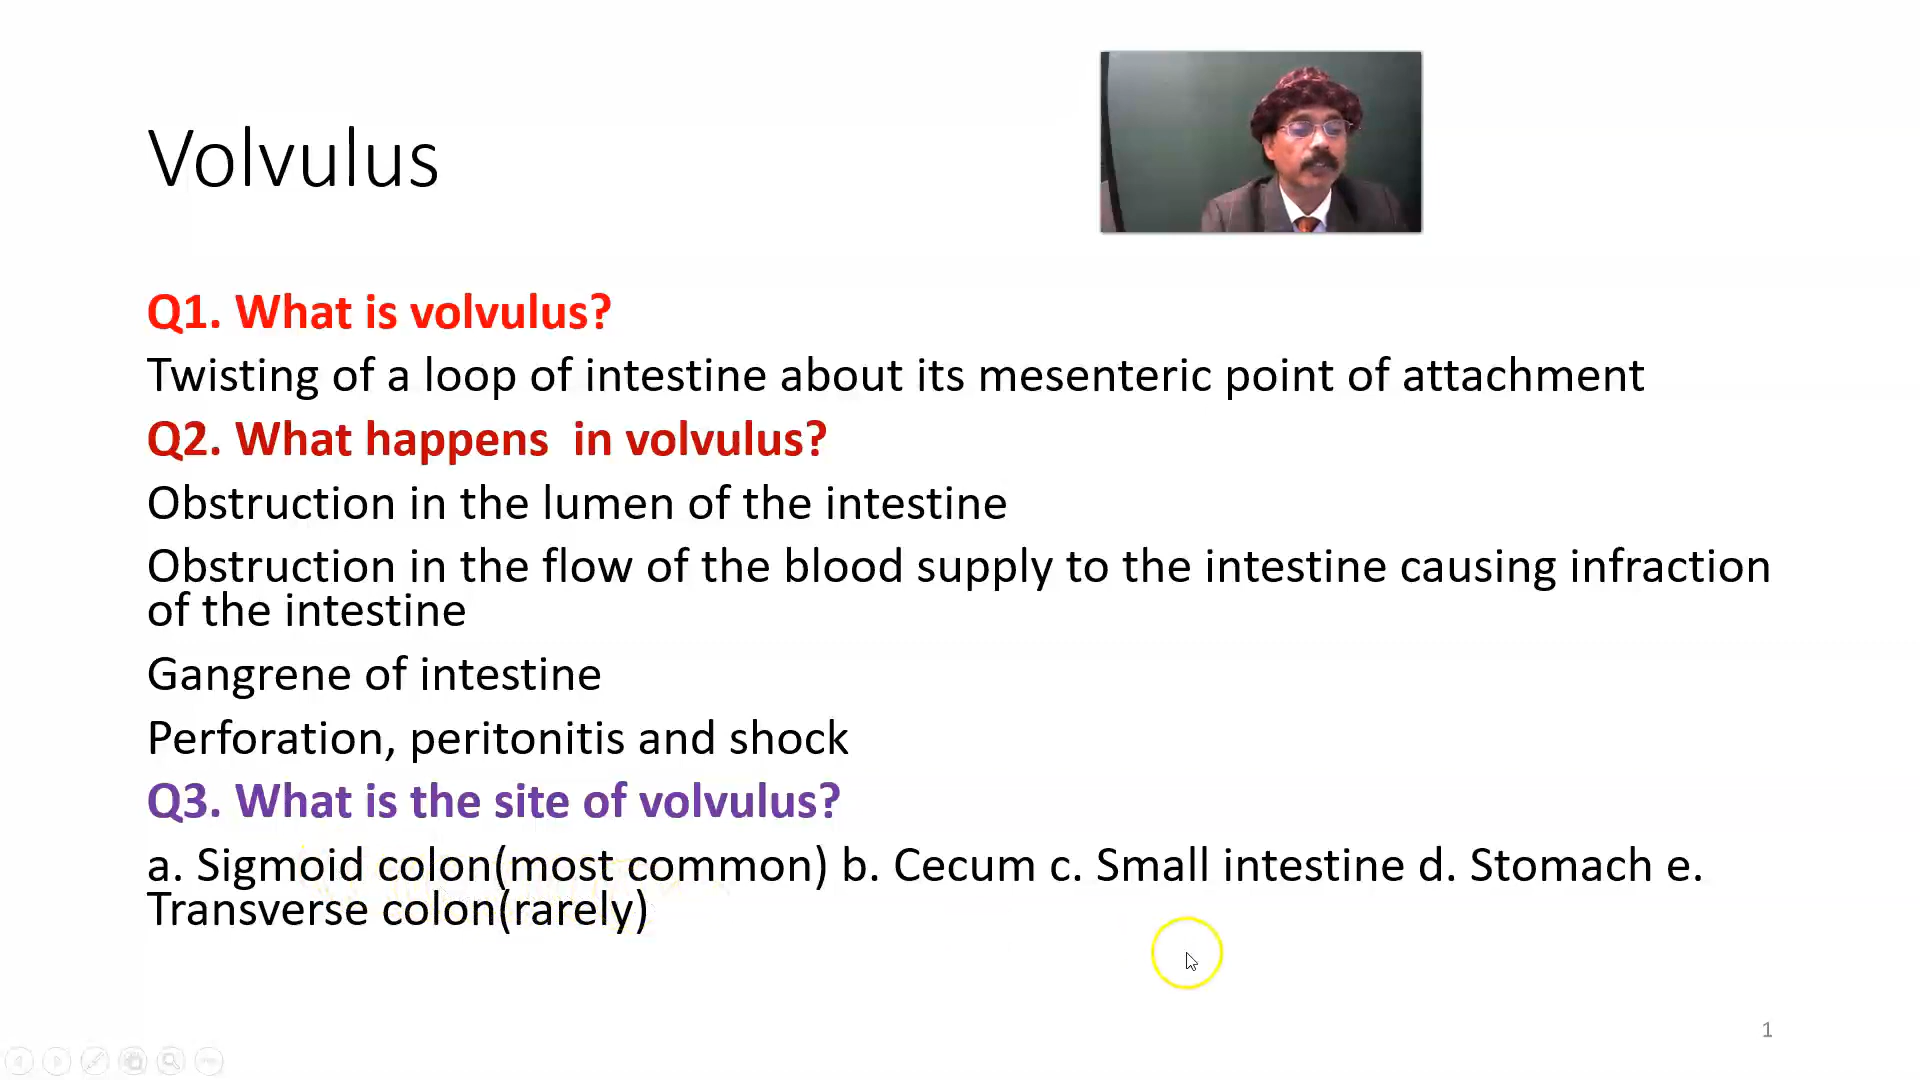 Volvulus
Q1. What is volvulus?
Twisting of a loop of intestine about its mesenteric point of attachment
Q2. What happens  in volvulus?
Obstruction in the lumen of the intestine
Obstruction in the flow of the blood supply to the intestine causing infraction
of the intestine
Gangrene of intestine
Perforation, peritonitis and shock
Q3. What is the site of volvulus?
a. Sigmoid colon(most common) b. Cecum c. Small intestine d. Stomach e.
Transverse colon(rarely)
1